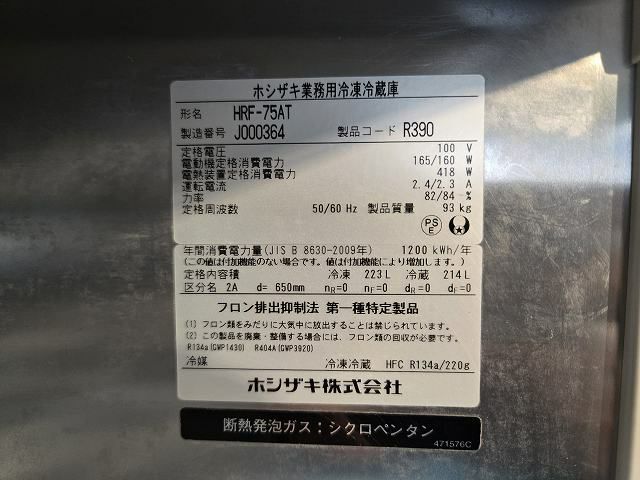 ホシザキ業務用冷凍冷蔵庫
形名 HRF-75AT
製造番号 J000364 製品コード R390
定格電圧 100 V
電動機定格消費電力 165/160 W
電熱装置定格消費電力 418 W
運転電流 2.4/2.3 A
力率 82/84 %
定格周波数 50/60 Hz 製品質量 93 kg
PS
E
年間消費電力量(JIS B 8630-2009年) 1200 kWh/年
(この値は付加機能のない場合です。値は付加機能により増加します。)
定格内容積 冷凍 223 L 冷蔵 214 L
区分名 2A d= 650mm nR=0 nF=0 dR=0 dF=0
フロン排出抑制法 第一種特定製品
(1) フロン類をみだりに大気中に放出することは禁じられています。
(2) この製品を廃棄・整備する場合には、フロン類の回収が必要です。
R134a(GWP1430) R404A(GWP3920)
冷媒 冷凍冷蔵 HFC R134a/220g
ホシザキ株式会社
断熱発泡ガス：シクロペンタン
471576C